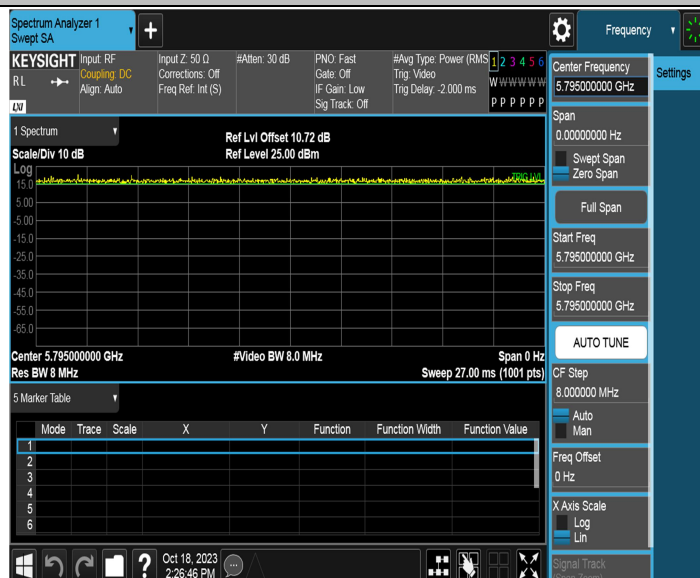 Spectrum Analyzer 1
Swept SA
+
Frequency
KEYSIGHT
RL
LXI
Input: RF
Coupling: DC
Align: Auto
Input Z: 50 Ω
Corrections: Off
Freq Ref: Int (S)
#Atten: 30 dB
PNO: Fast
Gate: Off
IF Gain: Low
Sig Track: Off
#Avg Type: Power (RMS
Trig: Video
Trig Delay: -2.000 ms
1 2 3 4 5 6
W W W W W W
P P P P P P
1 Spectrum
Scale/Div 10 dB
Ref Lvl Offset 10.72 dB
Ref Level 25.00 dBm
Log
TRIG LVL
15.0
5.00
-5.00
-15.0
-25.0
-35.0
-45.0
-55.0
-65.0
Center 5.795000000 GHz
#Video BW 8.0 MHz
Span 0 Hz
Res BW 8 MHz
Sweep 27.00 ms (1001 pts)
5 Marker Table
Mode Trace Scale X Y Function Function Width Function Value
1
2
3
4
5
6
?
Oct 18, 2023
2:26:46 PM
Center Frequency
5.795000000 GHz
Settings
Span
0.00000000 Hz
Swept Span
Zero Span
Full Span
Start Freq
5.795000000 GHz
Stop Freq
5.795000000 GHz
AUTO TUNE
CF Step
8.000000 MHz
Auto
Man
Freq Offset
0 Hz
X Axis Scale
Log
Lin
Signal Track
(Span Zoom)